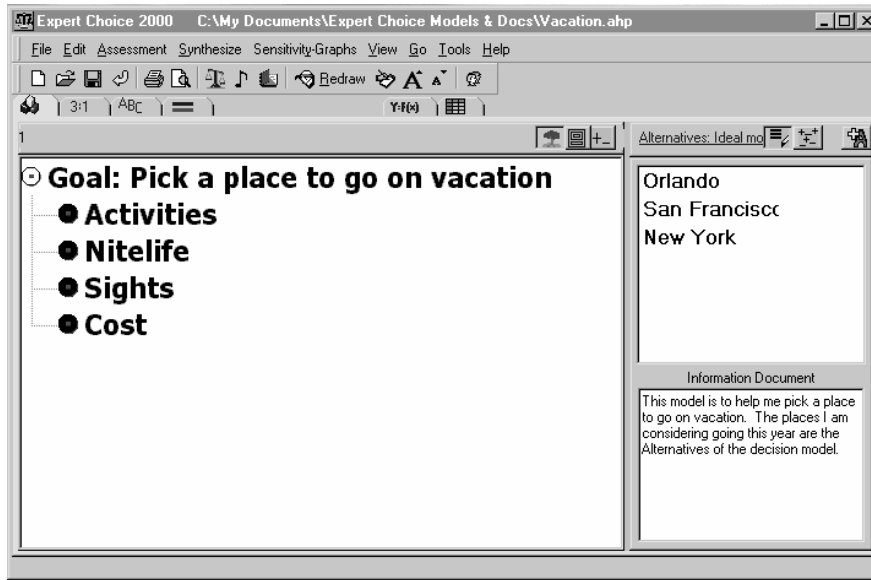 Expert Choice 2000 C:\My Documents\Expert Choice Models & Docs\Vacation.ahp
File Edit Assessment Synthesize Sensitivity-Graphs View Go Tools Help
Redraw A A
3:1 ABC Y:F(x)
1
Alternatives: Ideal mo
Goal: Pick a place to go on vacation
Activities
Nitelife
Sights
Cost
Orlando
San Francisco
New York
Information Document
This model is to help me pick a place
to go on vacation. The places I am
considering going this year are the
Alternatives of the decision model.